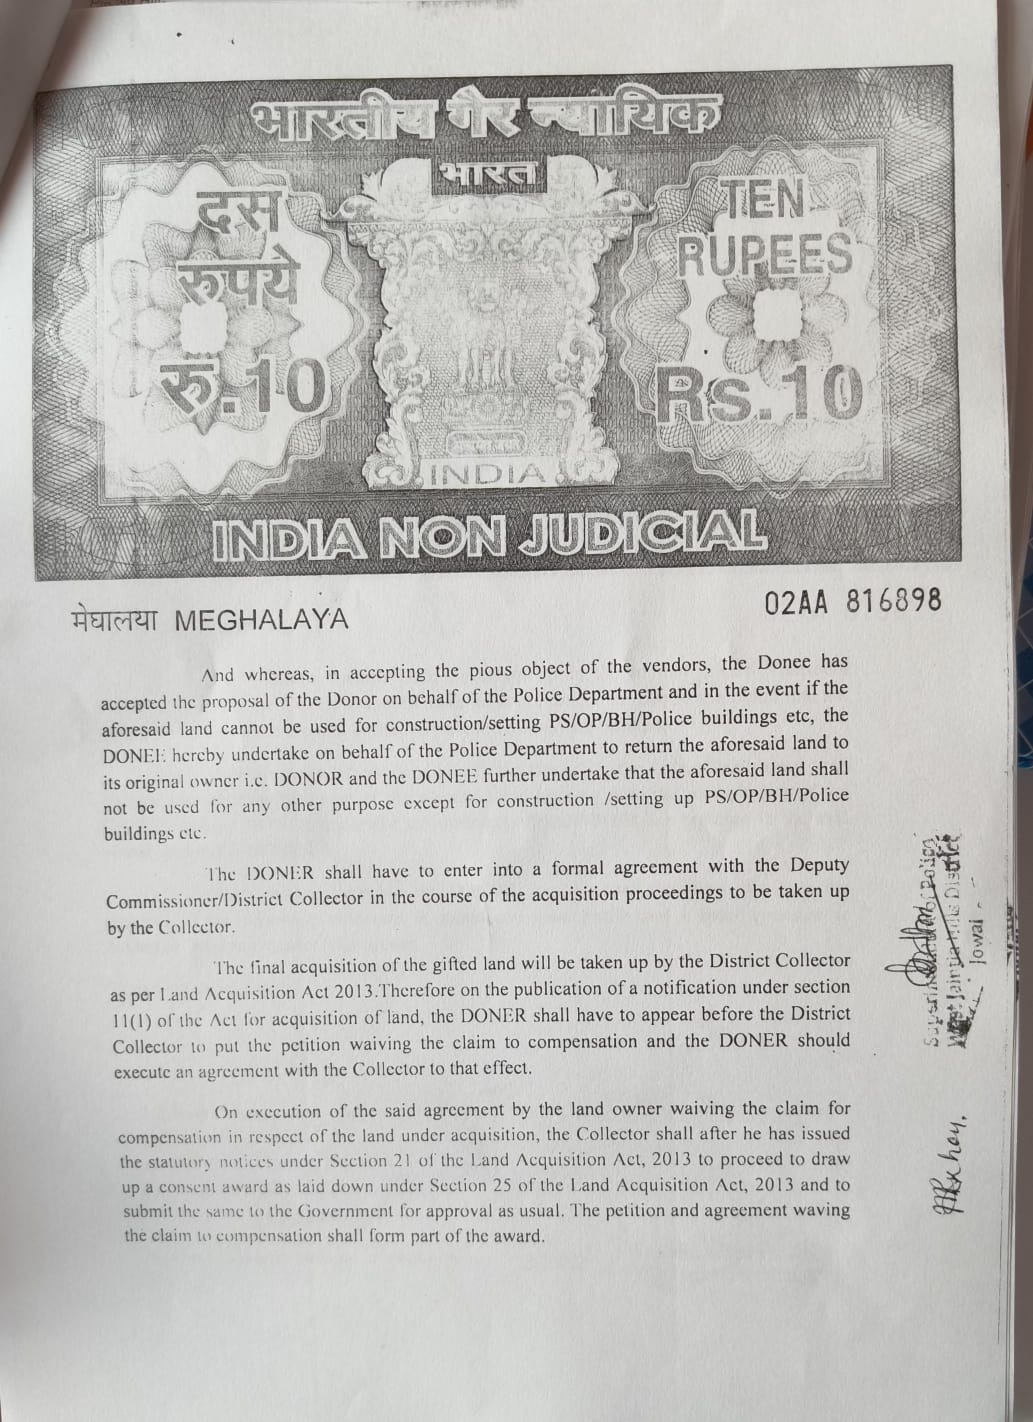 भारतीय गैर न्यायिक
भारत
दस
रुपये
रु.10
TEN
RUPEES
Rs.10
INDIA
INDIA NON JUDICIAL
मेघालया MEGHALAYA
02AA 816898
And whereas, in accepting the pious object of the vendors, the Donee has
accepted the proposal of the Donor on behalf of the Police Department and in the event if the
aforesaid land cannot be used for construction/setting PS/OP/BH/Police buildings etc, the
DONEE hereby undertake on behalf of the Police Department to return the aforesaid land to
its original owner i.e. DONOR and the DONEE further undertake that the aforesaid land shall
not be used for any other purpose except for construction /setting up PS/OP/BH/Police
buildings etc.
The DONER shall have to enter into a formal agreement with the Deputy
Commissioner/District Collector in the course of the acquisition proceedings to be taken up
by the Collector.
The final acquisition of the gifted land will be taken up by the District Collector
as per Land Acquisition Act 2013.Therefore on the publication of a notification under section
11(1) of the Act for acquisition of land, the DONER shall have to appear before the District
Collector to put the petition waiving the claim to compensation and the DONER should
execute an agreement with the Collector to that effect.
On execution of the said agreement by the land owner waiving the claim for
compensation in respect of the land under acquisition, the Collector shall after he has issued
the statutory notices under Section 21 of the Land Acquisition Act, 2013 to proceed to draw
up a consent award as laid down under Section 25 of the Land Acquisition Act, 2013 and to
submit the same to the Government for approval as usual. The petition and agreement waving
the claim to compensation shall form part of the award.
West Jaintia Hills District
Jowai